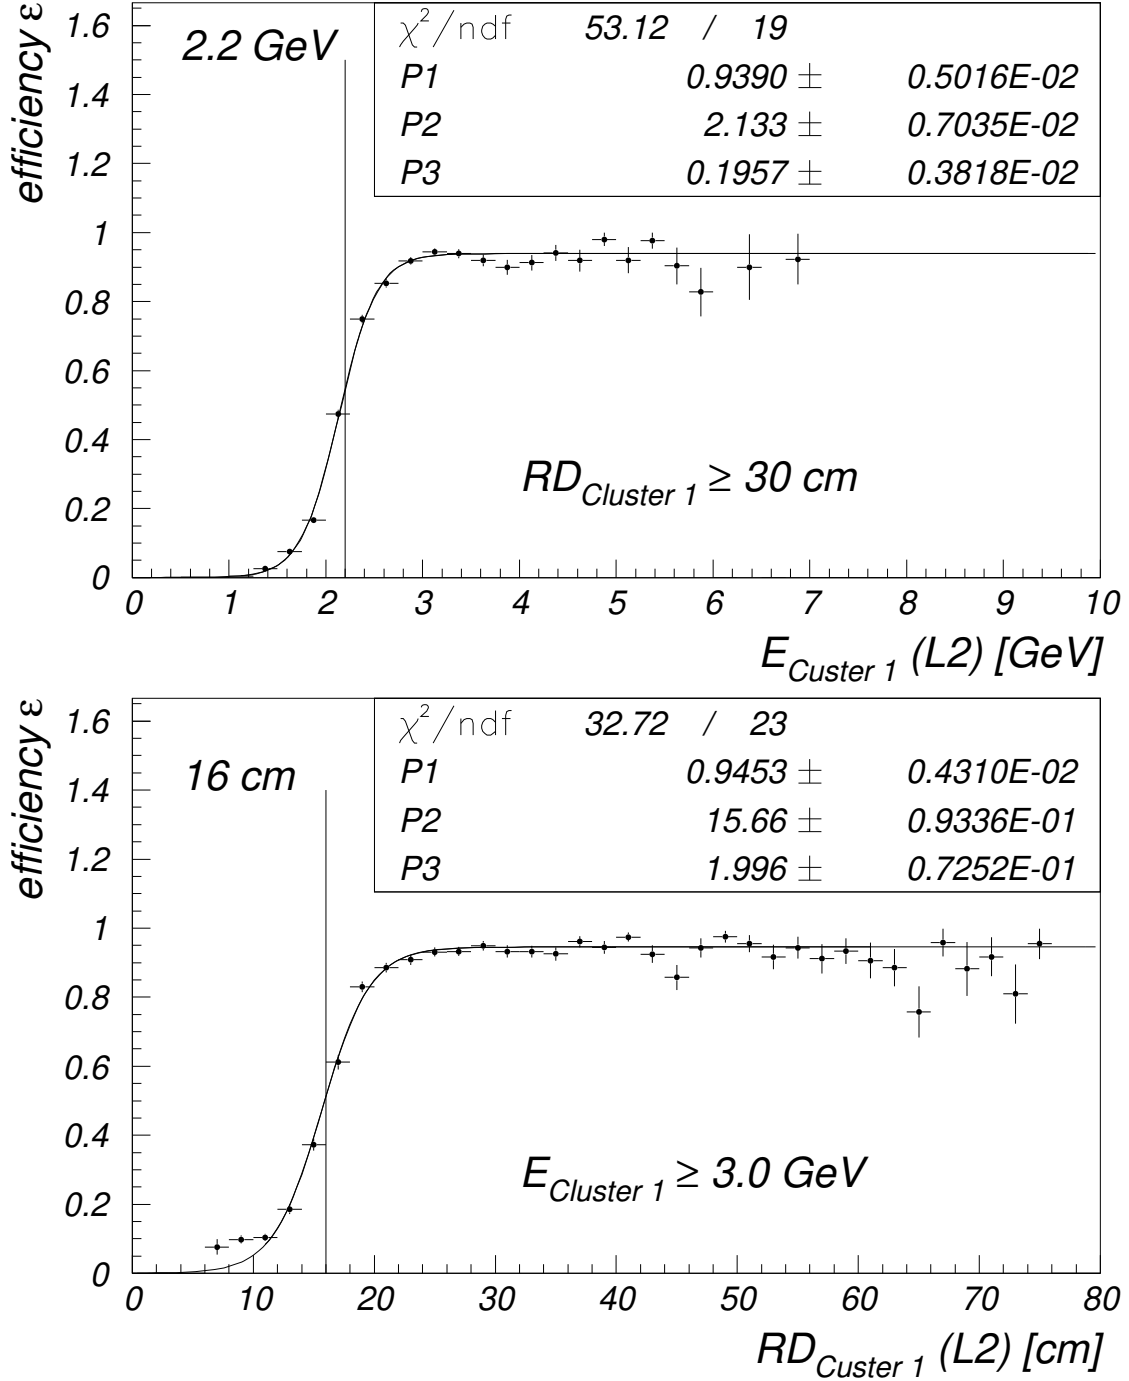 efficiency ε
1.6
1.4
1.2
1
0.8
0.6
0.4
0.2
0
2.2 GeV
χ²/ndf 53.12 / 19
P1 0.9390 ± 0.5016E-02
P2 2.133 ± 0.7035E-02
P3 0.1957 ± 0.3818E-02
RD_Cluster 1 ≥ 30 cm
0 1 2 3 4 5 6 7 8 9 10
E_Custer 1 (L2) [GeV]
efficiency ε
1.6
1.4
1.2
1
0.8
0.6
0.4
0.2
0
16 cm
χ²/ndf 32.72 / 23
P1 0.9453 ± 0.4310E-02
P2 15.66 ± 0.9336E-01
P3 1.996 ± 0.7252E-01
E_Cluster 1 ≥ 3.0 GeV
0 10 20 30 40 50 60 70 80
RD_Custer 1 (L2) [cm]